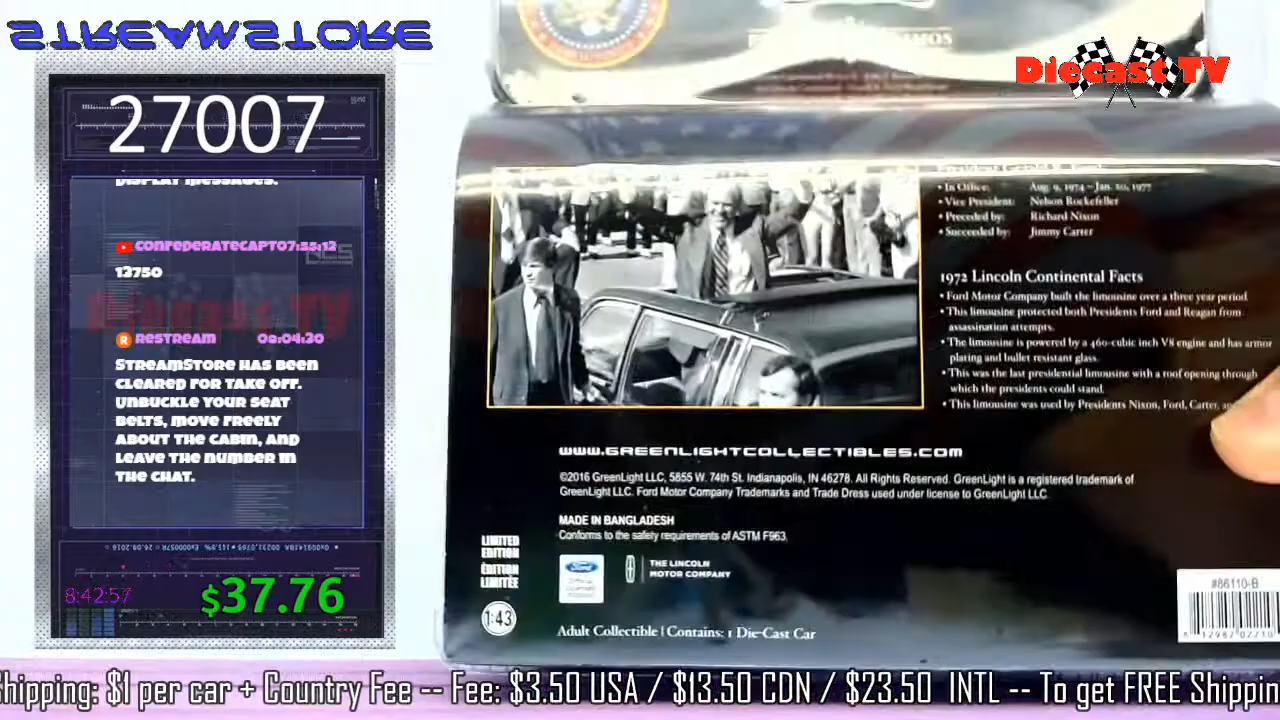 STREAM STORE
Diecast TV
27007
DISPLAY MESSAGES.
CONFEDERATECAPT07:55:12
13750
RESTREAM 08:04:30
STREAMSTORE HAS BEEN
CLEARED FOR TAKE OFF.
UNBUCKLE YOUR SEAT
BELTS, MOVE FREELY
ABOUT THE CABIN, AND
LEAVE THE NUMBER IN
THE CHAT.
8:42:57
$37.76
• In Office: Aug. 9, 1974 – Jan. 20, 1977
• Vice President: Nelson Rockefeller
• Preceded by: Richard Nixon
• Succeeded by: Jimmy Carter
1972 Lincoln Continental Facts
• Ford Motor Company built the limousine over a three year period
• This limousine protected both Presidents Ford and Reagan from
assassination attempts.
• The limousine is powered by a 460-cubic inch V8 engine and has armor
plating and bullet resistant glass.
• This was the last presidential limousine with a roof opening through
which the presidents could stand.
• This limousine was used by Presidents Nixon, Ford, Carter,
WWW.GREENLIGHTCOLLECTIBLES.COM
©2016 GreenLight LLC, 5855 W. 74th St. Indianapolis, IN 46278. All Rights Reserved. GreenLight is a registered trademark of
GreenLight LLC. Ford Motor Company Trademarks and Trade Dress used under license to GreenLight LLC.
MADE IN BANGLADESH
Conforms to the safety requirements of ASTM F963.
LIMITED
EDITION
ÉDITION
LIMITÉE
1:43
Ford
THE LINCOLN
MOTOR COMPANY
Adult Collectible | Contains: 1 Die-Cast Car
#86110-B
Shipping: $1 per car + Country Fee -- Fee: $3.50 USA / $13.50 CDN / $23.50 INTL -- To get FREE Shippin